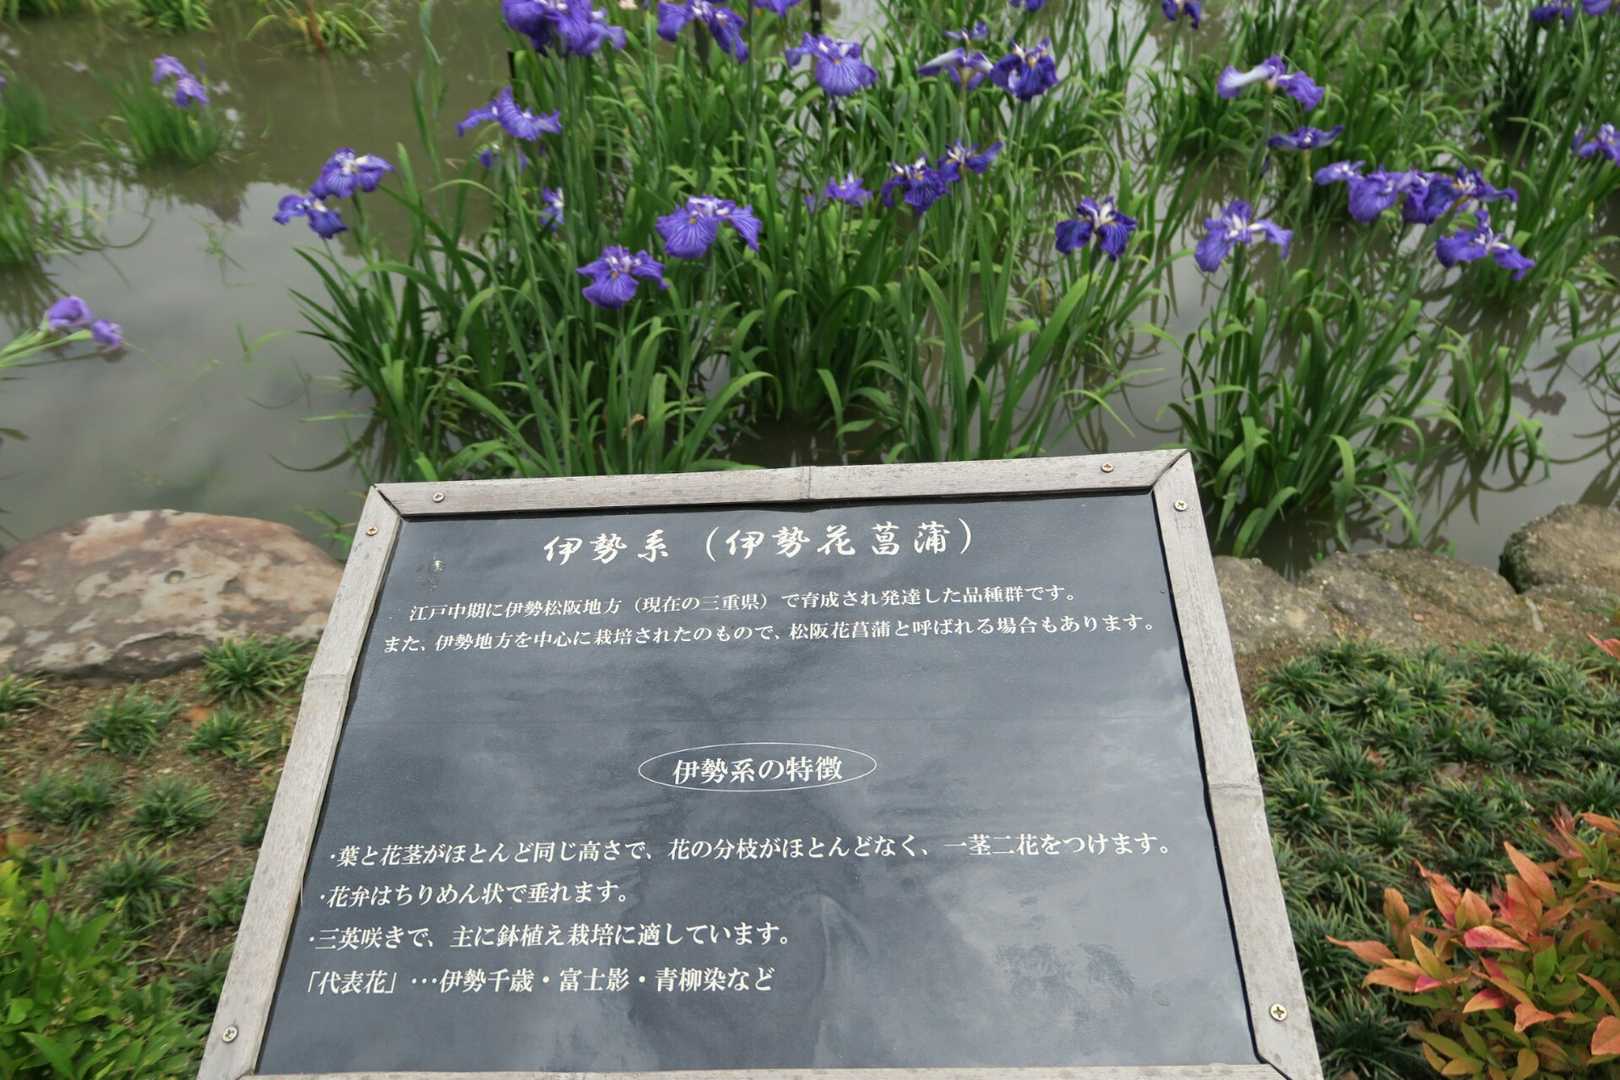 伊勢系（伊勢花菖蒲）
江戸中期に伊勢松阪地方（現在の三重県）で育成され発達した品種群です。
また、伊勢地方を中心に栽培されたのもので、松阪花菖蒲と呼ばれる場合もあります。
伊勢系の特徴
・葉と花茎がほとんど同じ高さで、花の分枝がほとんどなく、一茎二花をつけます。
・花弁はちりめん状で垂れます。
・三英咲きで、主に鉢植え栽培に適しています。
「代表花」…伊勢千歳・富士影・青柳染など